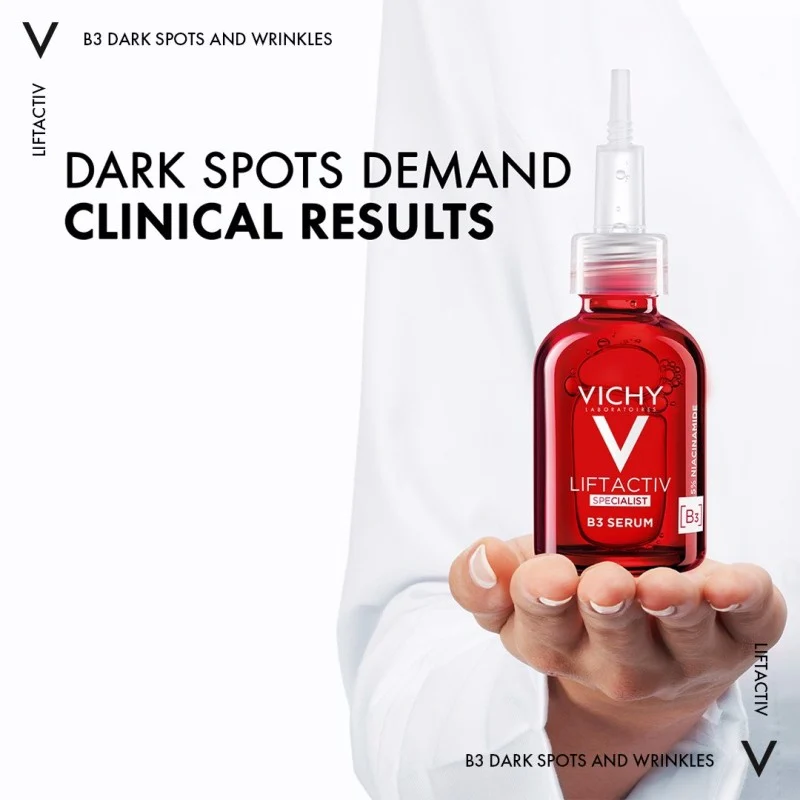 V B3 DARK SPOTS AND WRINKLES
LIFTACTIV
DARK SPOTS DEMAND
CLINICAL RESULTS
VICHY
LABORATOIRES
V
LIFTACTIV
SPECIALIST
B3 SERUM
5% NIACINAMIDE
[B3]
LIFTACTIV
B3 DARK SPOTS AND WRINKLES V